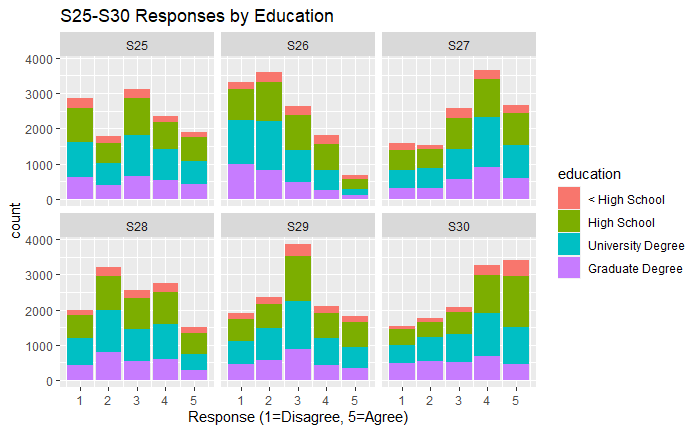 S25-S30 Responses by Education
S25 S26 S27
4000
3000
2000
1000
0
S28 S29 S30
4000
3000
2000
1000
0
1 2 3 4 5 1 2 3 4 5 1 2 3 4 5
Response (1=Disagree, 5=Agree)
count
education
< High School
High School
University Degree
Graduate Degree